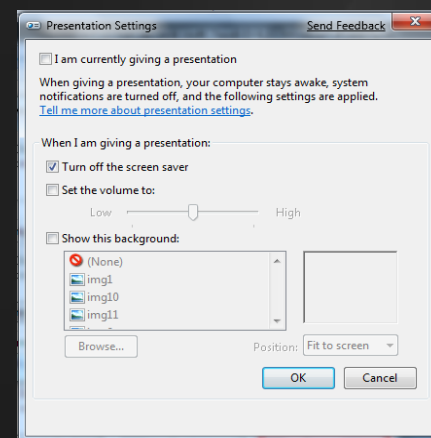 Presentation Settings Send Feedback
I am currently giving a presentation
When giving a presentation, your computer stays awake, system
notifications are turned off, and the following settings are applied.
Tell me more about presentation settings.
When I am giving a presentation:
Turn off the screen saver
Set the volume to:
Low High
Show this background:
(None)
img1
img10
img11
Browse...
Position: Fit to screen
OK Cancel